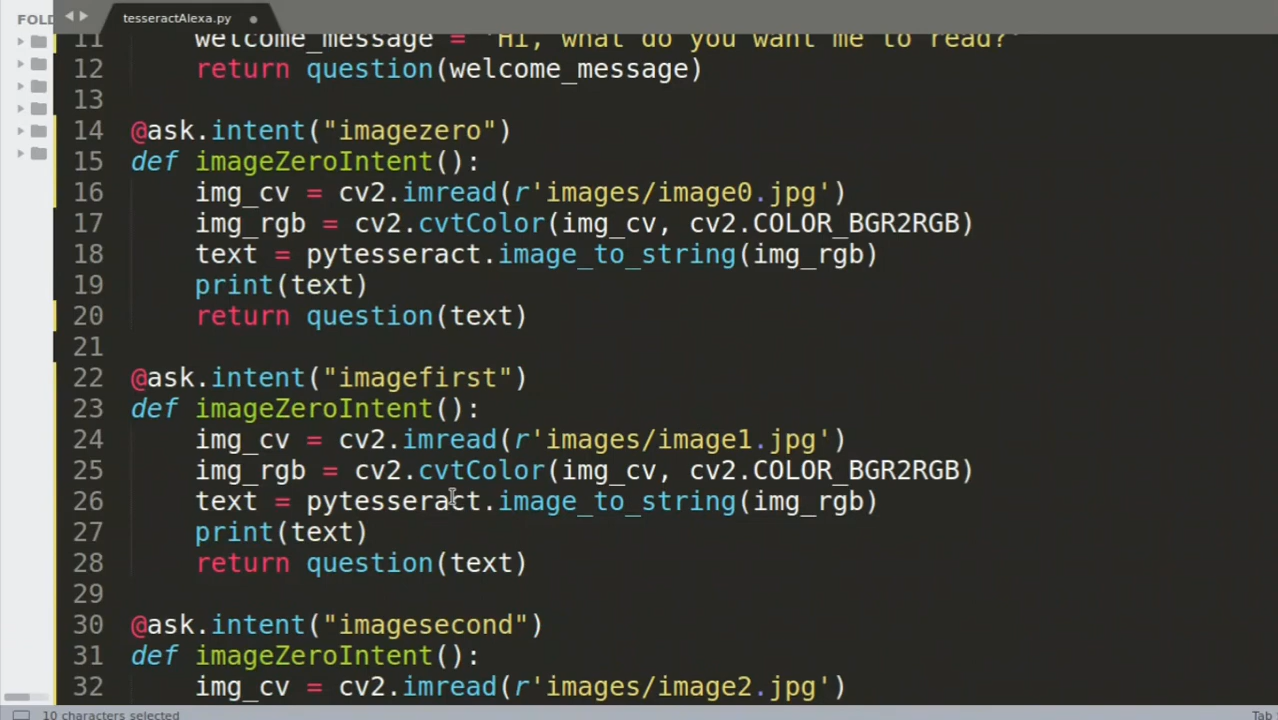 FOLD
tesseractAlexa.py
11 welcome_message = 'Hi, what do you want me to read?'
12 return question(welcome_message)
13
14 @ask.intent("imagezero")
15 def imageZeroIntent():
16 img_cv = cv2.imread(r'images/image0.jpg')
17 img_rgb = cv2.cvtColor(img_cv, cv2.COLOR_BGR2RGB)
18 text = pytesseract.image_to_string(img_rgb)
19 print(text)
20 return question(text)
21
22 @ask.intent("imagefirst")
23 def imageZeroIntent():
24 img_cv = cv2.imread(r'images/image1.jpg')
25 img_rgb = cv2.cvtColor(img_cv, cv2.COLOR_BGR2RGB)
26 text = pytesseract.image_to_string(img_rgb)
27 print(text)
28 return question(text)
29
30 @ask.intent("imagesecond")
31 def imageZeroIntent():
32 img_cv = cv2.imread(r'images/image2.jpg')
10 characters selected
Tab